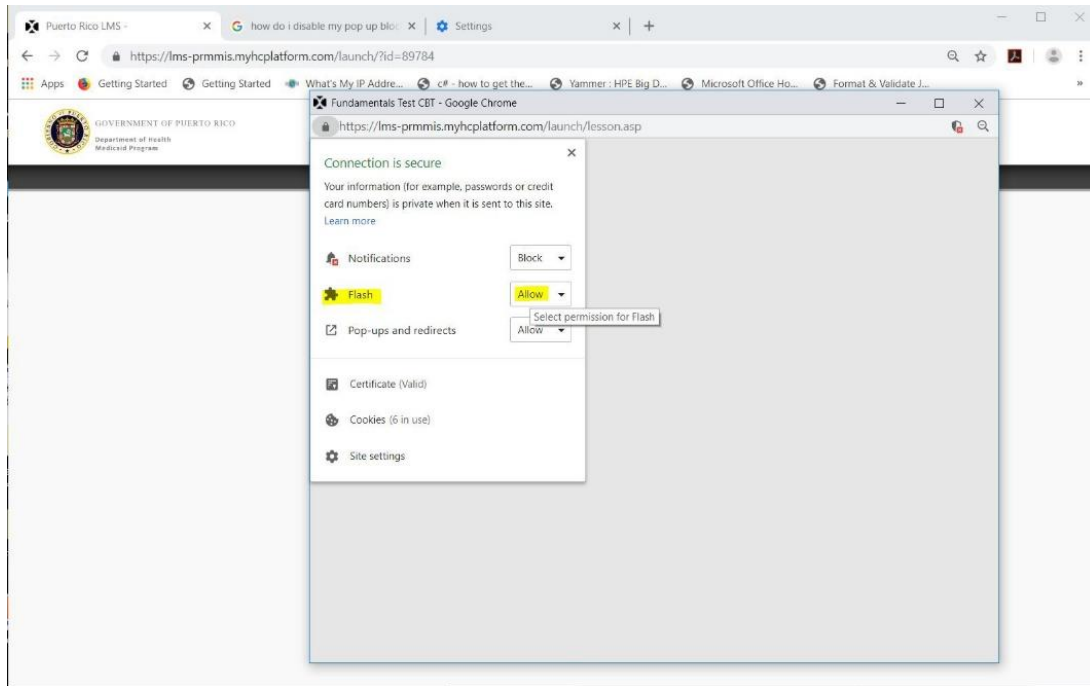 Puerto Rico LMS -
how do i disable my pop up bloc
Settings
https://lms-prmmis.myhcplatform.com/launch/?id=89784
Apps Getting Started Getting Started What's My IP Addre... c# - how to get the... Yammer : HPE Big D... Microsoft Office Ho... Format & Validate J...
GOVERNMENT OF PUERTO RICO
Department of Health
Medicaid Program
Fundamentals Test CBT - Google Chrome
https://lms-prmmis.myhcplatform.com/launch/lesson.asp
Connection is secure
Your information (for example, passwords or credit
card numbers) is private when it is sent to this site.
Learn more
Notifications Block
Flash Allow
Select permission for Flash
Pop-ups and redirects Allow
Certificate (Valid)
Cookies (6 in use)
Site settings